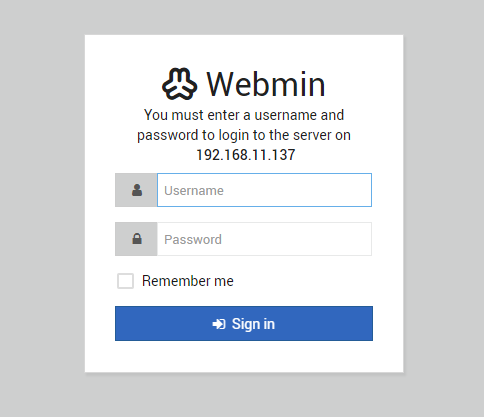 Webmin
You must enter a username and
password to login to the server on
192.168.11.137
Username
Password
Remember me
Sign in